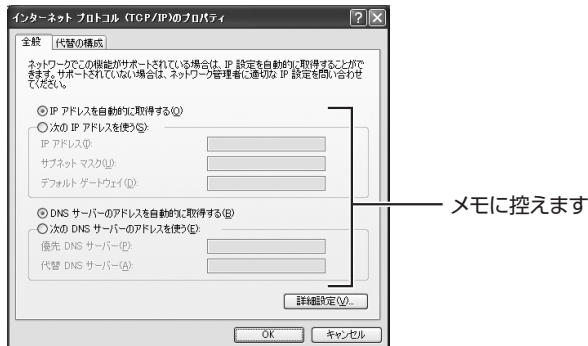 インターネット プロトコル (TCP/IP)のプロパティ
全般 代替の構成
ネットワークでこの機能がサポートされている場合は、IP 設定を自動的に取得することがで
きます。サポートされていない場合は、ネットワーク管理者に適切な IP 設定を問い合わせ
てください。
IP アドレスを自動的に取得する(O)
次の IP アドレスを使う(S):
IP アドレス(I):
サブネット マスク(U):
デフォルト ゲートウェイ(D):
メモに控えます
DNS サーバーのアドレスを自動的に取得する(B)
次の DNS サーバーのアドレスを使う(E):
優先 DNS サーバー(P):
代替 DNS サーバー(A):
詳細設定(V)...
OK キャンセル